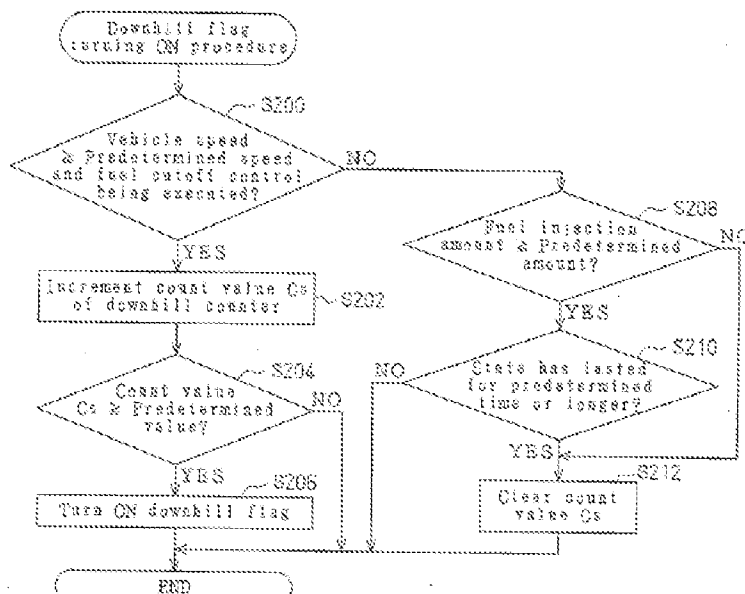 Downhill flag
turning ON procedure
S200
Vehicle speed
≥ Predetermined speed
and fuel cutoff control
being executed?
NO
YES
Increment count value Cs
of downhill counter
S202
S204
Count value
Cs ≥ Predetermined
value?
NO
YES
S206
Turn ON downhill flag
S208
Fuel injection
amount ≥ Predetermined
amount?
NO
YES
S210
State has lasted
for predetermined
time or longer?
NO
YES
S212
Clear count
value Cs
END